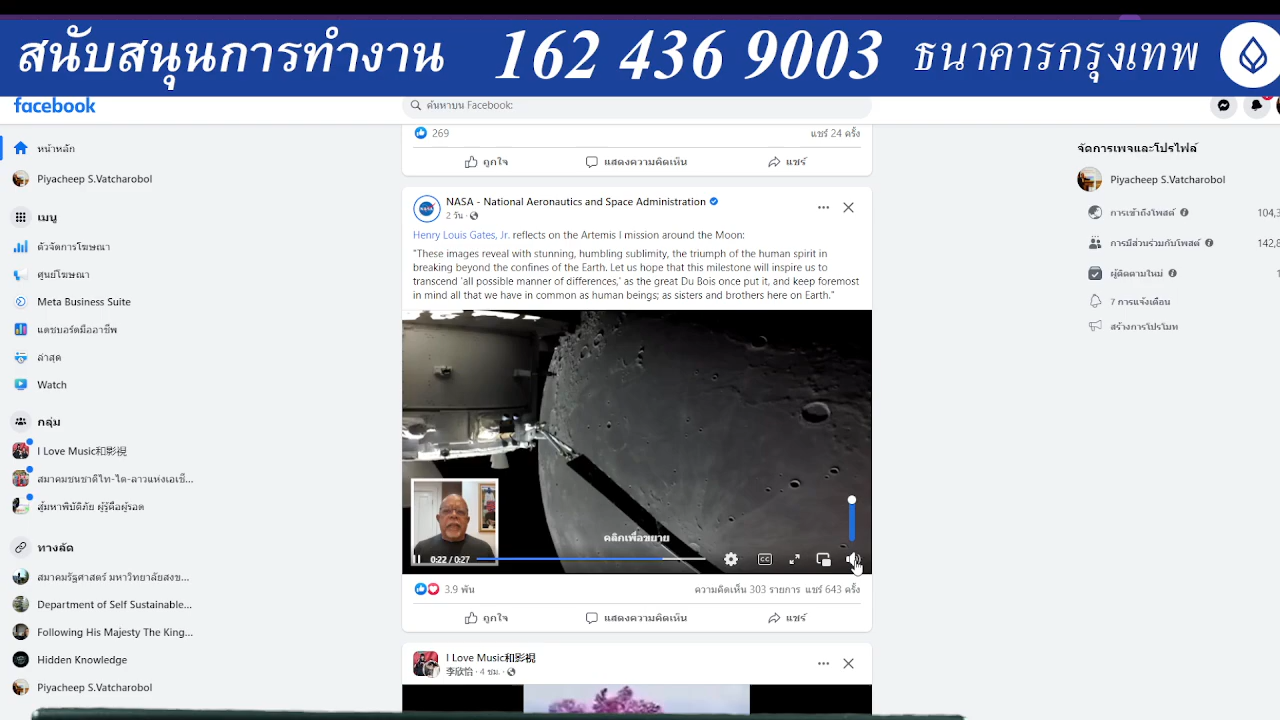 สนับสนุนการทำงาน 162 436 9003 ธนาคารกรุงเทพ
facebook
ค้นหาบน Facebook:
หน้าหลัก
Piyacheep S.Vatcharobol
เมนู
ตัวจัดการโฆษณา
ศูนย์โฆษณา
Meta Business Suite
แดชบอร์ดมืออาชีพ
ล่าสุด
Watch
กลุ่ม
I Love Music和影視
สมาคมชนชาติไท-ไต-ลาวแห่งเอเชี...
สู้มหาพิบัติภัย ผู้รู้คือผู้รอด
ทางลัด
สมาคมรัฐศาสตร์ มหาวิทยาลัยสงข...
Department of Self Sustainable...
Following His Majesty The King...
Hidden Knowledge
Piyacheep S.Vatcharobol
269
แชร์ 24 ครั้ง
ถูกใจ แสดงความคิดเห็น แชร์
NASA - National Aeronautics and Space Administration
2 วัน ·
Henry Louis Gates, Jr. reflects on the Artemis I mission around the Moon:
"These images reveal with stunning, humbling sublimity, the triumph of the human spirit in
breaking beyond the confines of the Earth. Let us hope that this milestone will inspire us to
transcend 'all possible manner of differences,' as the great Du Bois once put it, and keep foremost
in mind all that we have in common as human beings; as sisters and brothers here on Earth."
NASA
คลิกเพื่อขยาย
0:22 / 0:27
CC
3.9 พัน
ความคิดเห็น 303 รายการ แชร์ 643 ครั้ง
ถูกใจ แสดงความคิดเห็น แชร์
I Love Music和影視
李欣怡 · 4 ชม. ·
จัดการเพจและโปรไฟล์
Piyacheep S.Vatcharobol
การเข้าถึงโพสต์ 104,3
การมีส่วนร่วมกับโพสต์ 142,8
ผู้ติดตามใหม่ 1
7 การแจ้งเตือน
สร้างการโปรโมท